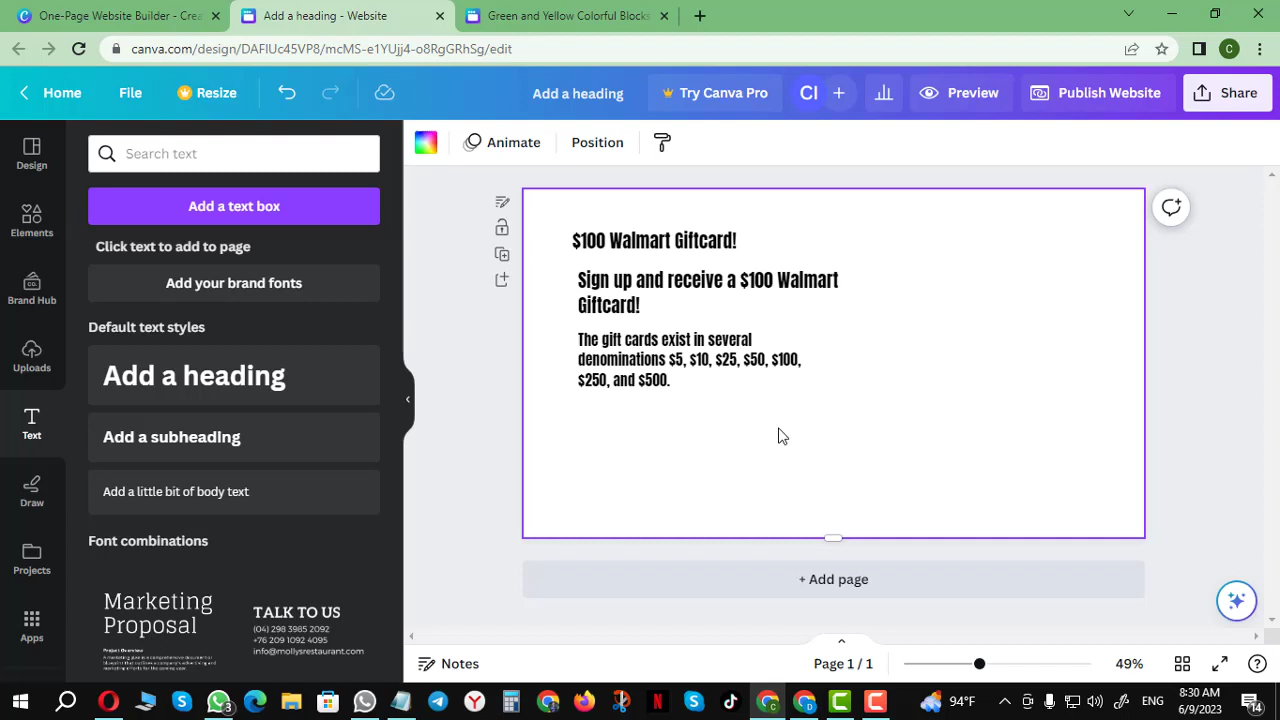 One-Page Website - Cre
Add a heading - Website
Green and Yellow Colorful Blocks
canva.com/design/DAFlUc45VP8/mcMS-e1YUjj4-o8RgGRhSg/edit
C
Home
File
Resize
Add a heading
Try Canva Pro
CI
Preview
Publish Website
Share
Design
Elements
Brand Hub
Uploads
Text
Draw
Projects
Apps
Search text
Add a text box
Click text to add to page
Add your brand fonts
Default text styles
Add a heading
Add a subheading
Add a little bit of body text
Font combinations
Marketing
Proposal
Project Overview
TALK TO US
(04) 298 3985 2092
+76 209 1092 4095
info@mollysrestaurant.com
Animate
Position
$100 Walmart Giftcard!
Sign up and receive a $100 Walmart
Giftcard!
The gift cards exist in several
denominations $5, $10, $25, $50, $100,
$250, and $500.
+ Add page
Notes
Page 1 / 1
49%
94°F
ENG
8:30 AM
6/9/2023
14